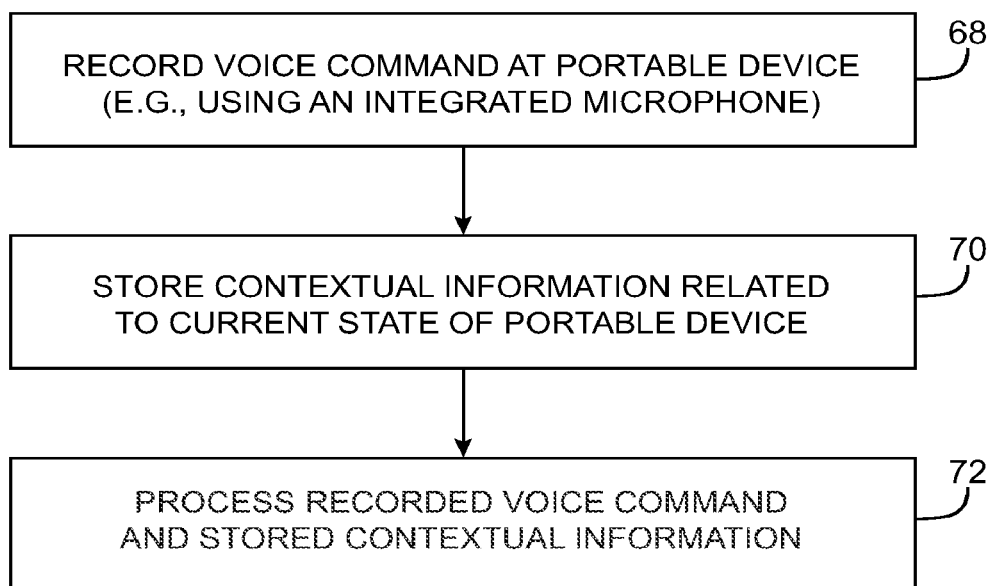 68
RECORD VOICE COMMAND AT PORTABLE DEVICE
(E.G., USING AN INTEGRATED MICROPHONE)
70
STORE CONTEXTUAL INFORMATION RELATED
TO CURRENT STATE OF PORTABLE DEVICE
72
PROCESS RECORDED VOICE COMMAND
AND STORED CONTEXTUAL INFORMATION